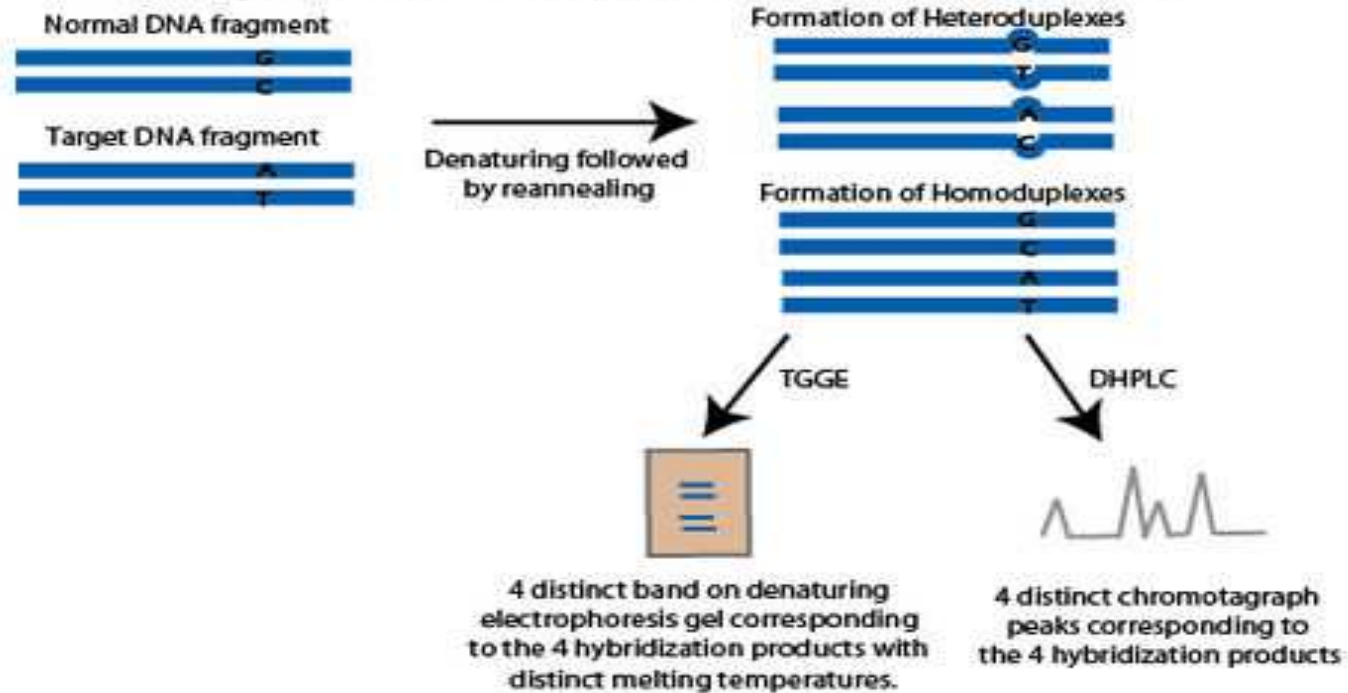 Normal DNA fragment
G
C
Target DNA fragment
A
T
Denaturing followed
by reannealing
Formation of Heteroduplexes
G
T
A
C
Formation of Homoduplexes
G
C
A
T
TGGE
DHPLC
4 distinct band on denaturing
electrophoresis gel corresponding
to the 4 hybridization products with
distinct melting temperatures.
4 distinct chromotagraph
peaks corresponding to
the 4 hybridization products